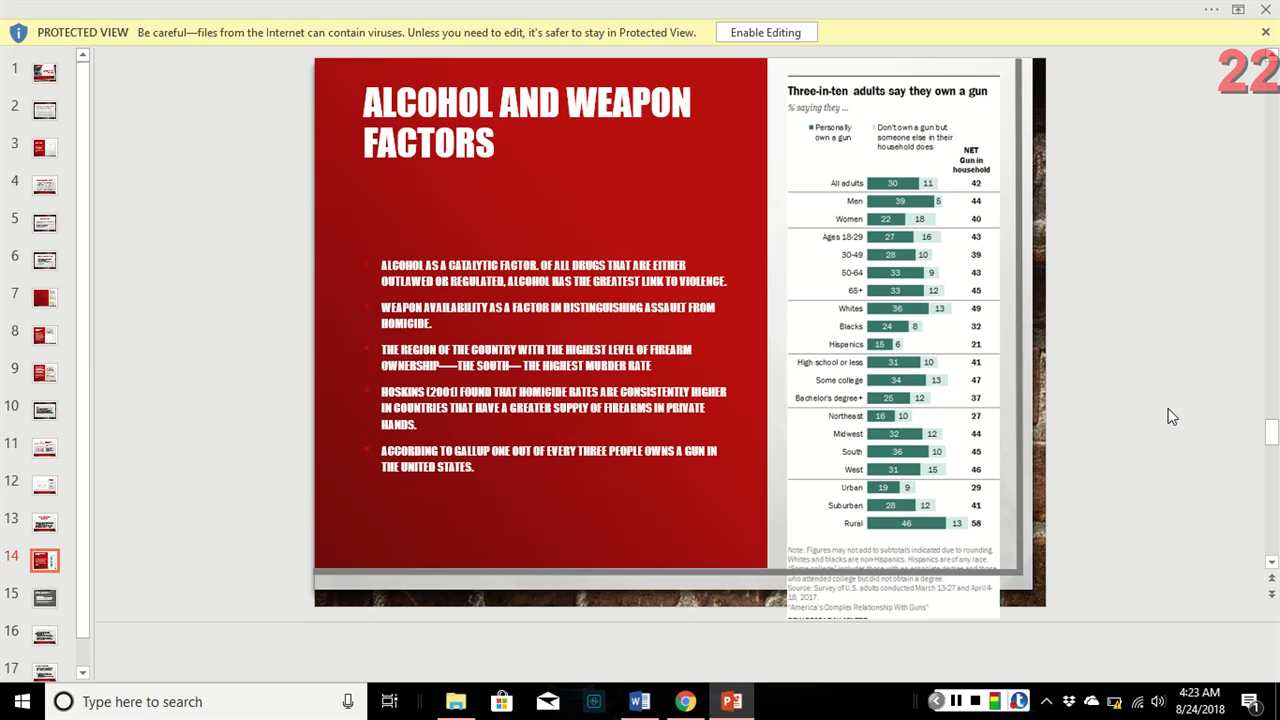 PROTECTED VIEW Be careful—files from the Internet can contain viruses. Unless you need to edit, it's safer to stay in Protected View. Enable Editing
22
1
2
3
4
5
6
8
9
10
11
12
13
14
15
16
17
ALCOHOL AND WEAPON
FACTORS
ALCOHOL AS A CATALYTIC FACTOR. OF ALL DRUGS THAT ARE EITHER
OUTLAWED OR REGULATED, ALCOHOL HAS THE GREATEST LINK TO VIOLENCE.
WEAPON AVAILABILITY AS A FACTOR IN DISTINGUISHING ASSAULT FROM
HOMICIDE.
THE REGION OF THE COUNTRY WITH THE HIGHEST LEVEL OF FIREARM
OWNERSHIP—–THE SOUTH— THE HIGHEST MURDER RATE
HOSKINS (2001) FOUND THAT HOMICIDE RATES ARE CONSISTENTLY HIGHER
IN COUNTRIES THAT HAVE A GREATER SUPPLY OF FIREARMS IN PRIVATE
HANDS.
ACCORDING TO GALLUP ONE OUT OF EVERY THREE PEOPLE OWNS A GUN IN
THE UNITED STATES.
Three-in-ten adults say they own a gun
% saying they ...
Personally
own a gun
Don't own a gun but
someone else in their
household does
NET
Gun in
household
All adults 30 11 42
Men 39 5 44
Women 22 18 40
Ages 18-29 27 16 43
30-49 28 10 39
50-64 33 9 43
65+ 33 12 45
Whites 36 13 49
Blacks 24 8 32
Hispanics 15 6 21
High school or less 31 10 41
Some college 34 13 47
Bachelor's degree+ 25 12 37
Northeast 16 10 27
Midwest 32 12 44
South 36 10 45
West 31 15 46
Urban 19 9 29
Suburban 28 12 41
Rural 46 13 58
Note: Figures may not add to subtotals indicated due to rounding.
Whites and blacks are non-Hispanics. Hispanics are of any race.
"Some college" includes those with an associate degree and those
who attended college but did not obtain a degree.
Source: Survey of U.S. adults conducted March 13-27 and April 4-
18, 2017.
"America's Complex Relationship With Guns"
Type here to search
4:23 AM
8/24/2018